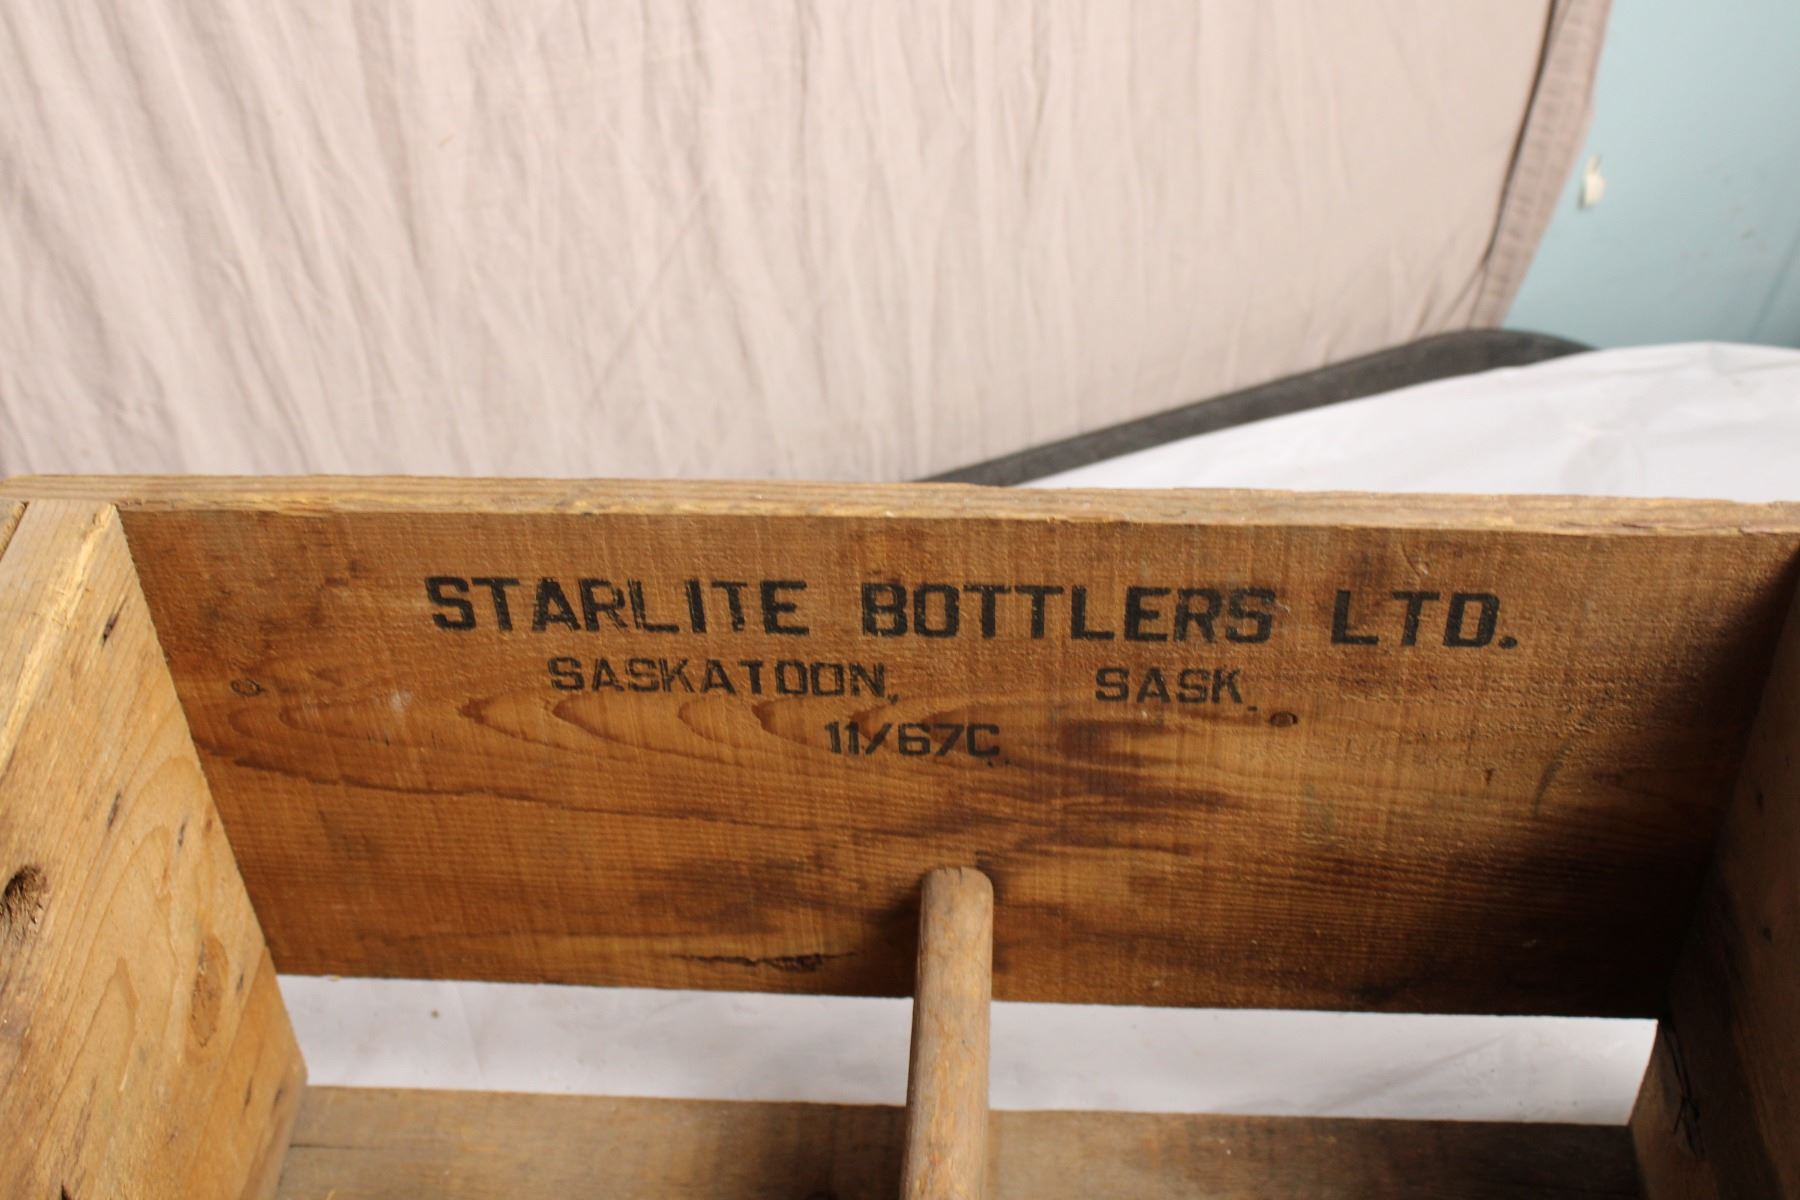 STARLITE BOTTLERS LTD.
SASKATOON, SASK.
11/67C.